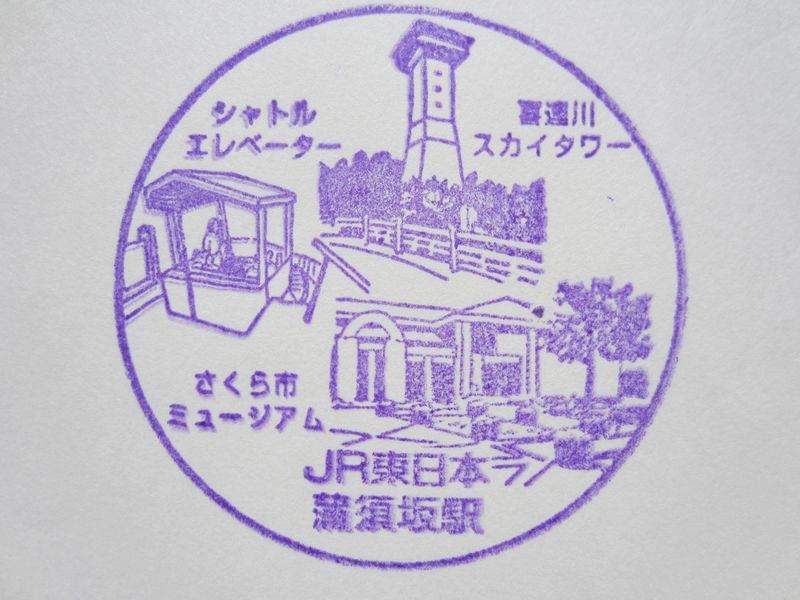 シャトル
エレベーター
喜連川
スカイタワー
さくら市
ミュージアム
JR東日本
蒲須坂駅